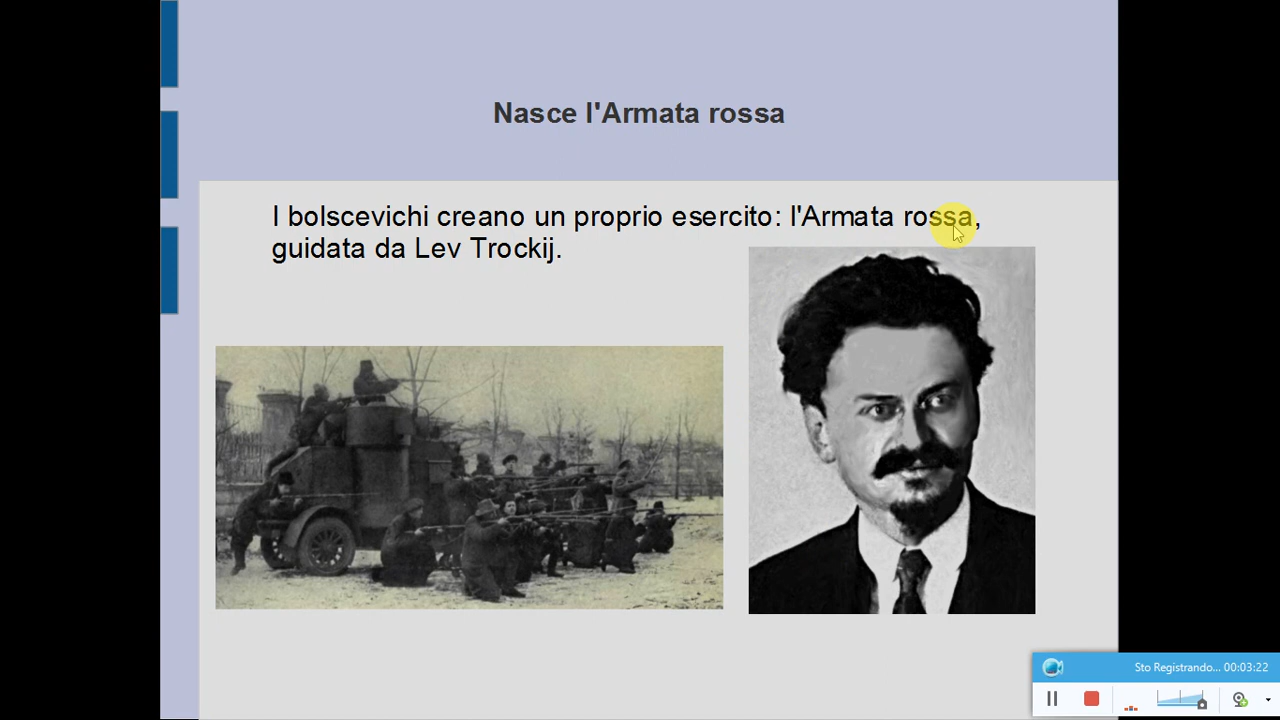 Nasce l'Armata rossa
I bolscevichi creano un proprio esercito: l'Armata rossa,
guidata da Lev Trockij.
Sto Registrando... 00:03:22